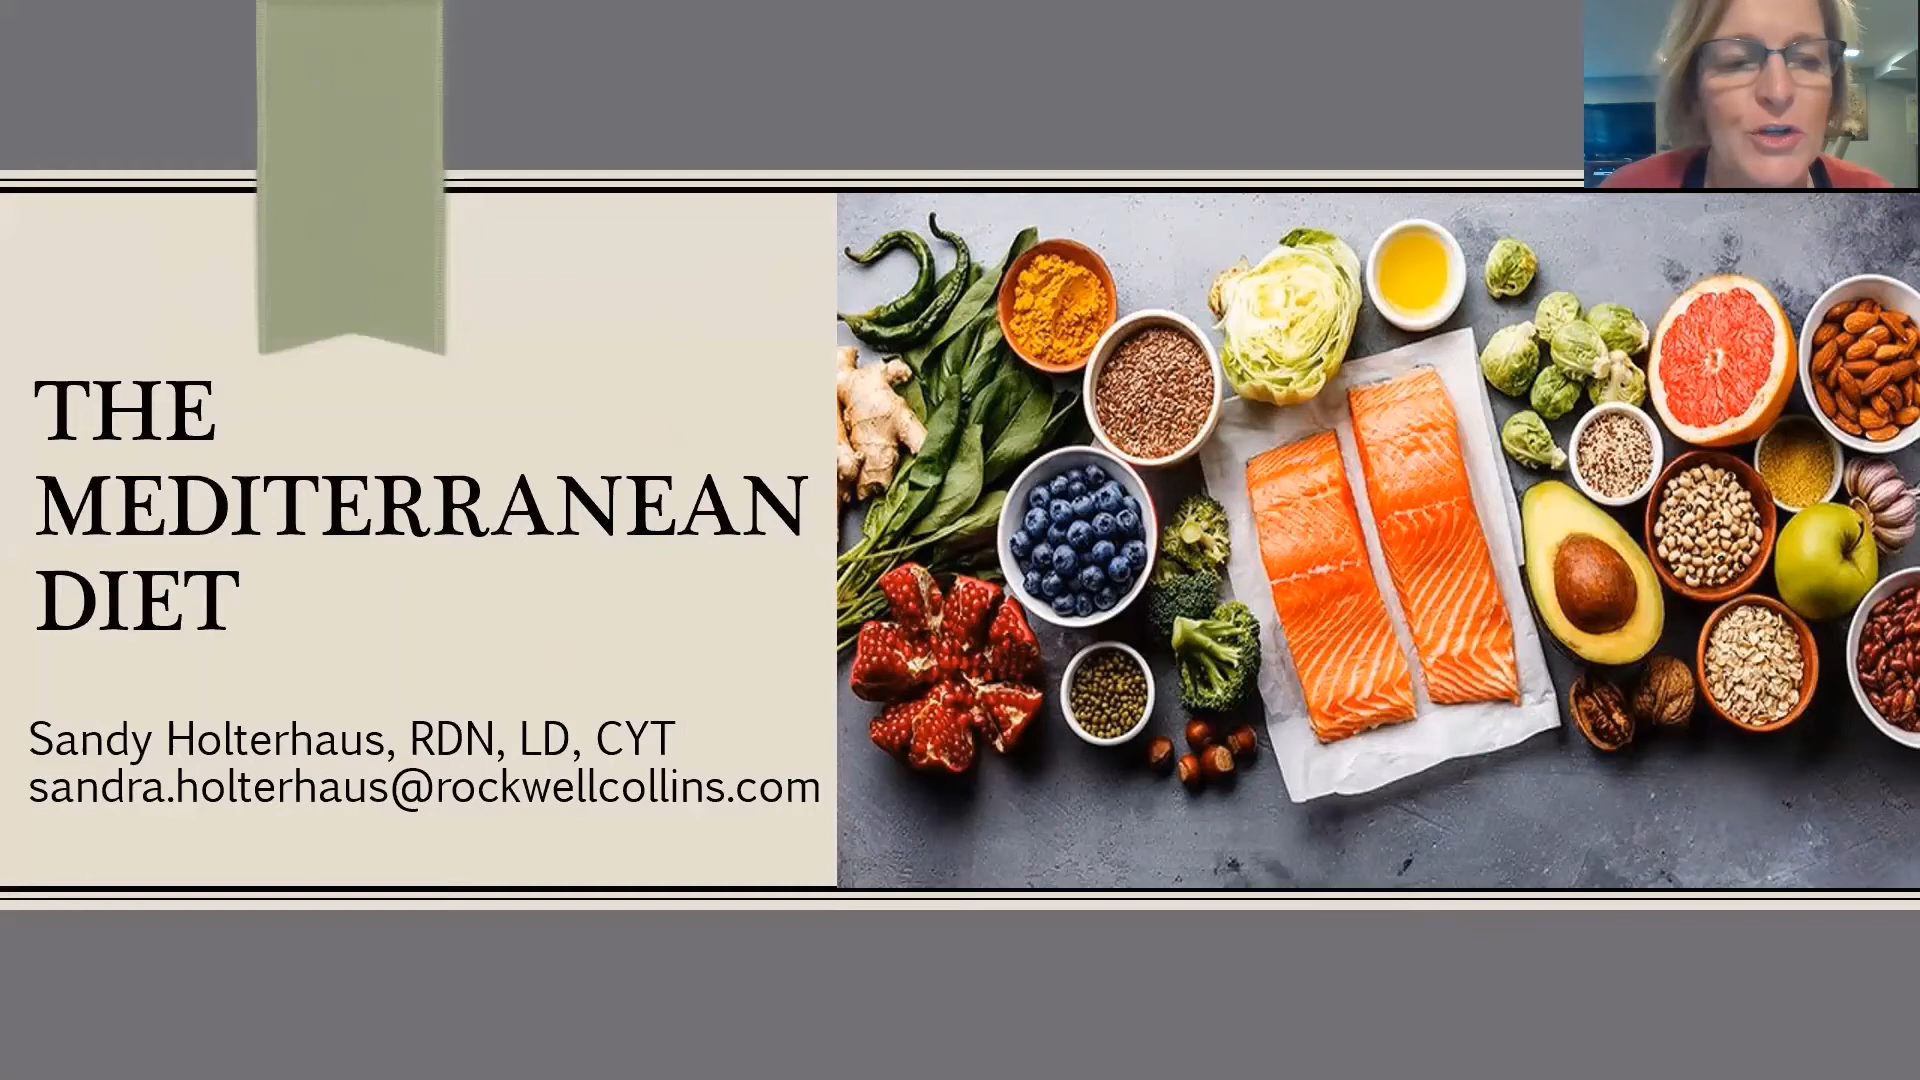 THE
MEDITERRANEAN
DIET
Sandy Holterhaus, RDN, LD, CYT
sandra.holterhaus@rockwellcollins.com